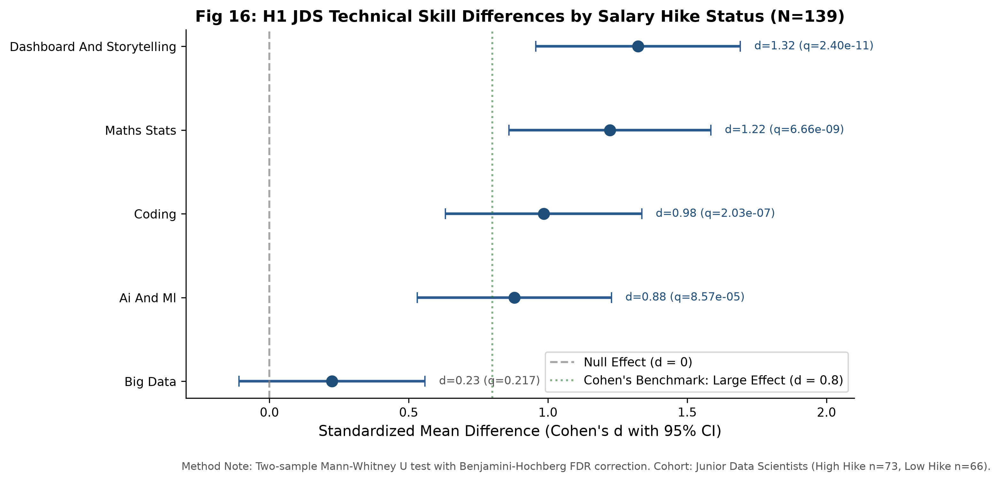 Fig 16: H1 JDS Technical Skill Differences by Salary Hike Status (N=139)
Dashboard And Storytelling
d=1.32 (q=2.40e-11)
Maths Stats
d=1.22 (q=6.66e-09)
Coding
d=0.98 (q=2.03e-07)
Ai And Ml
d=0.88 (q=8.57e-05)
Big Data
d=0.23 (q=0.217)
Null Effect (d = 0)
Cohen's Benchmark: Large Effect (d = 0.8)
0.0 0.5 1.0 1.5 2.0
Standardized Mean Difference (Cohen's d with 95% CI)
Method Note: Two-sample Mann-Whitney U test with Benjamini-Hochberg FDR correction. Cohort: Junior Data Scientists (High Hike n=73, Low Hike n=66).